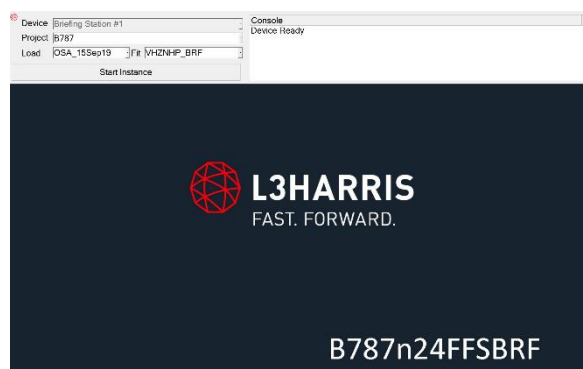 Device Briefing Station #1
Project B787
Load OSA_15Sep19 Fit VHZNHP_BRF
Start Instance
Console
Device Ready
L3HARRIS
FAST. FORWARD.
B787n24FFSBRF